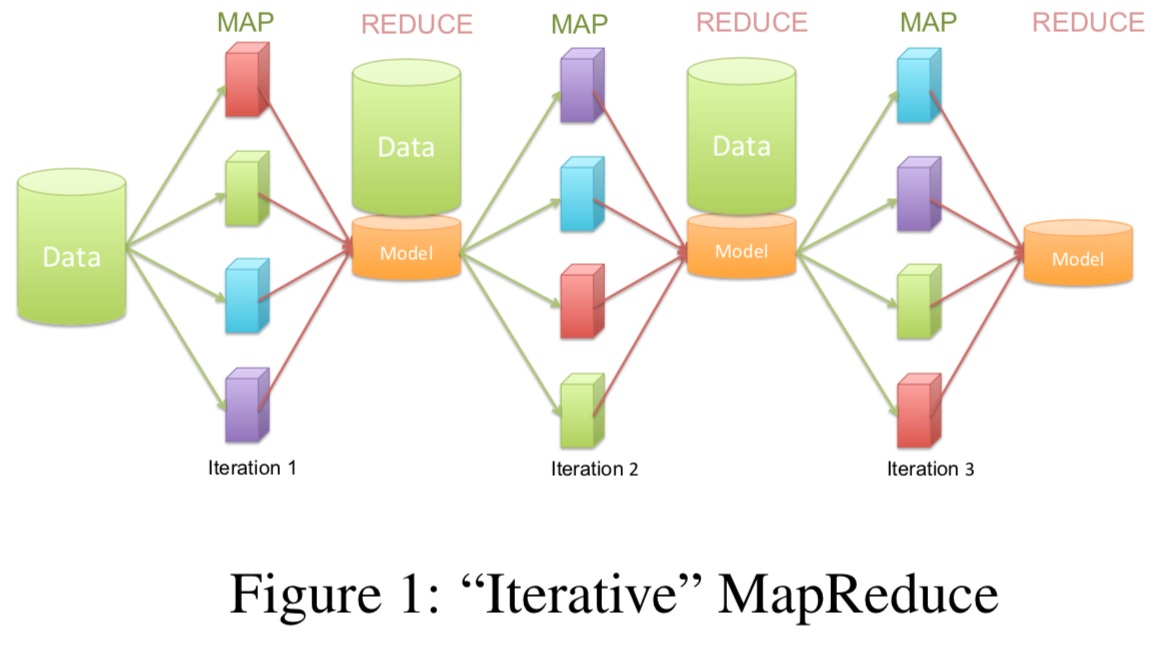 MAP REDUCE MAP REDUCE MAP REDUCE
Data Data Data
Model Model Model
Iteration 1 Iteration 2 Iteration 3
Figure 1: “Iterative” MapReduce